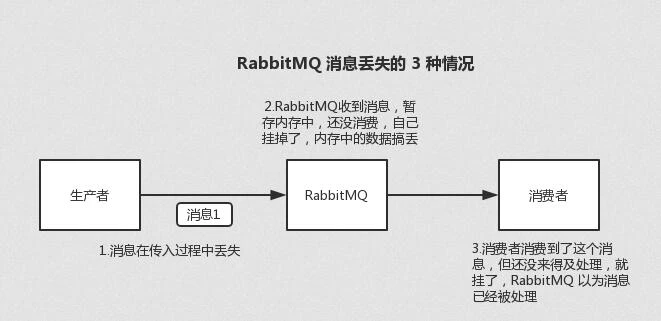 RabbitMQ 消息丢失的 3 种情况
2.RabbitMQ收到消息，暂
存内存中，还没消费，自己
挂掉了，内存中的数据搞丢
生产者
消息1
RabbitMQ
消费者
1.消息在传入过程中丢失
3.消费者消费到了这个消
息，但还没来得及处理，就
挂了，RabbitMQ 以为消息
已经被处理